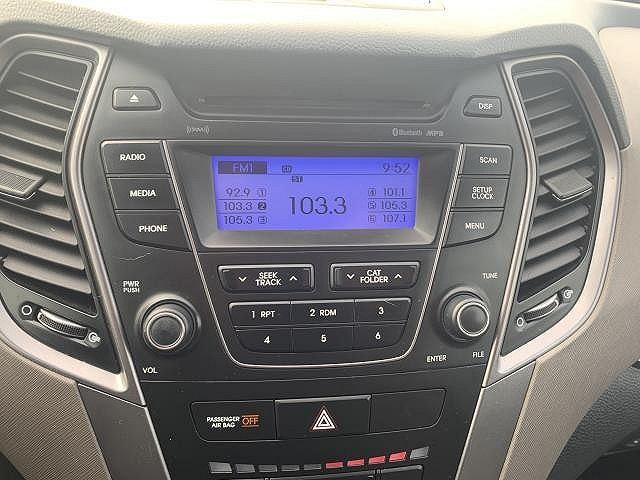 DISP
Bluetooth MP3
RADIO
MEDIA
PHONE
FM1 9:52
ST
92.9 1 4 101.1
103.3 2 103.3 5 105.3
105.3 3 6 107.1
SCAN
SETUP
CLOCK
MENU
PWR
PUSH
VOL
SEEK
TRACK
CAT
FOLDER
TUNE
1 RPT 2 RDM 3
4 5 6
ENTER FILE
PASSENGER
AIR BAG OFF